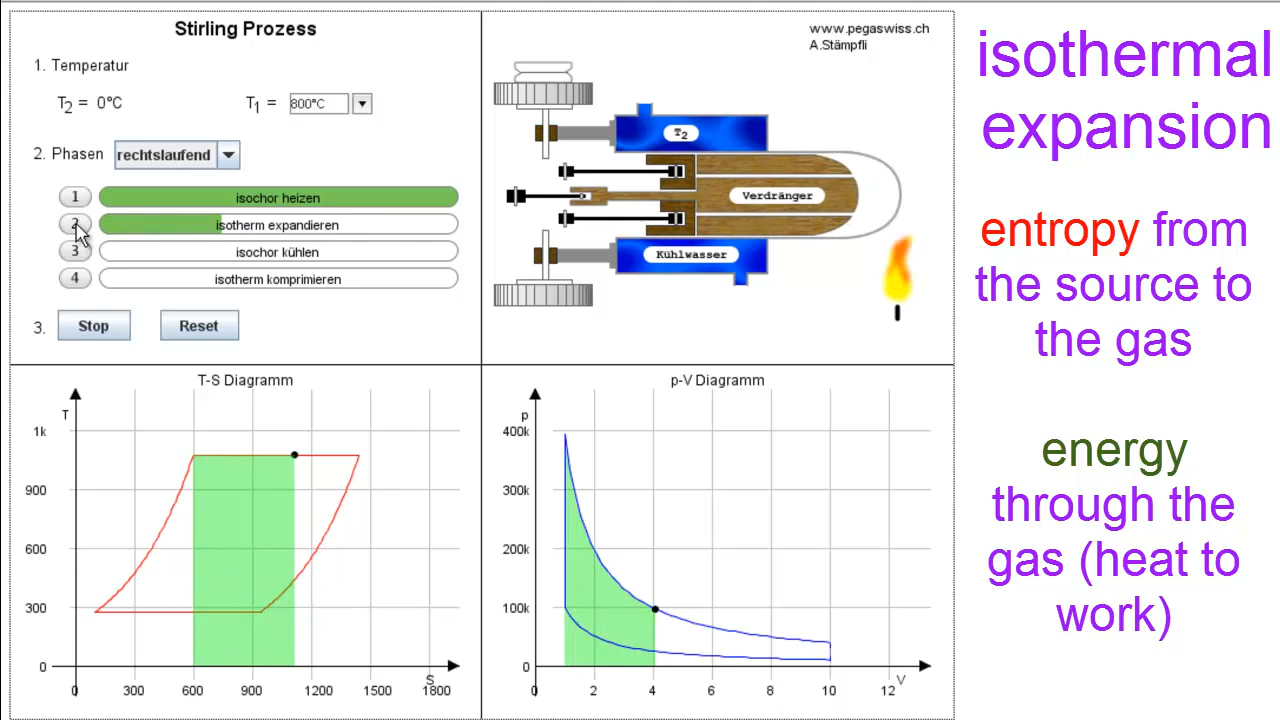 Stirling Prozess
1. Temperatur
T2 = 0°C
T1 = 800°C
2. Phasen rechtslaufend
1 isochor heizen
2 isotherm expandieren
3 isochor kühlen
4 isotherm komprimieren
3. Stop Reset
www.pegaswiss.ch
A.Stämpfli
T2
Verdränger
Kühlwasser
isothermal
expansion
entropy from
the source to
the gas
energy
through the
gas (heat to
work)
T-S Diagramm
T
1k
900
600
300
0
0 300 600 900 1200 1500 1800
S
p-V Diagramm
p
400k
300k
200k
100k
0
0 2 4 6 8 10 12
V